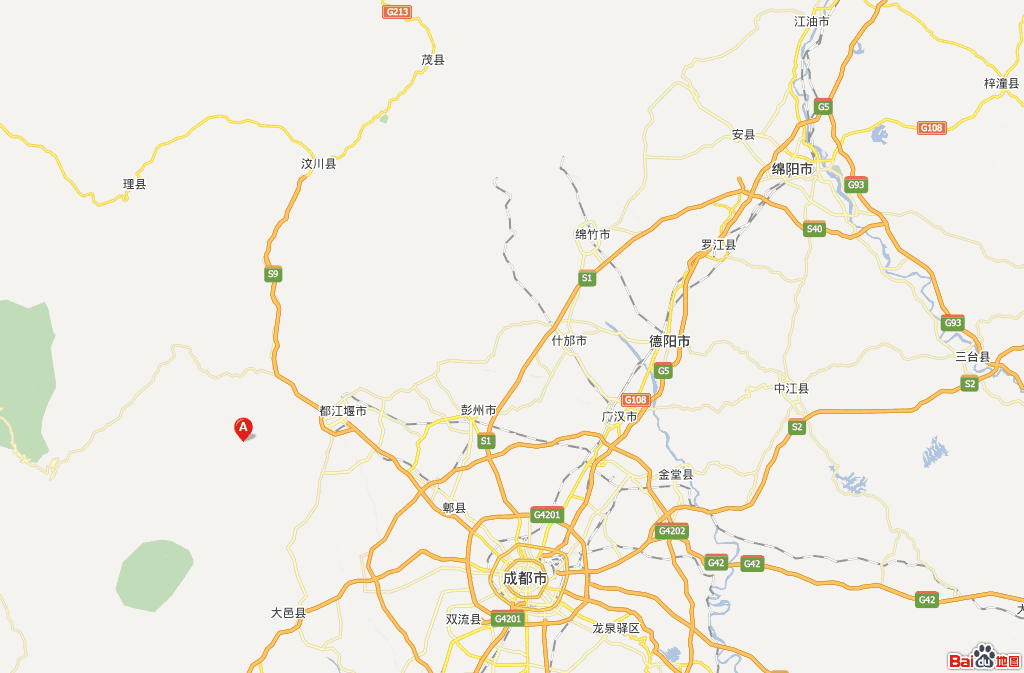 G213
江油市
茂县
梓潼县
G5
G108
安县
汶川县
绵阳市
理县
G93
S40
绵竹市
罗江县
S9
S1
G93
什邡市
德阳市
三台县
G5
S2
中江县
G108
都江堰市
彭州市
广汉市
S2
A
S1
金堂县
郫县
G4201
G4202
G42
G42
成都市
G42
大邑县
大
双流县
G4201
龙泉驿区
Bai du 地图